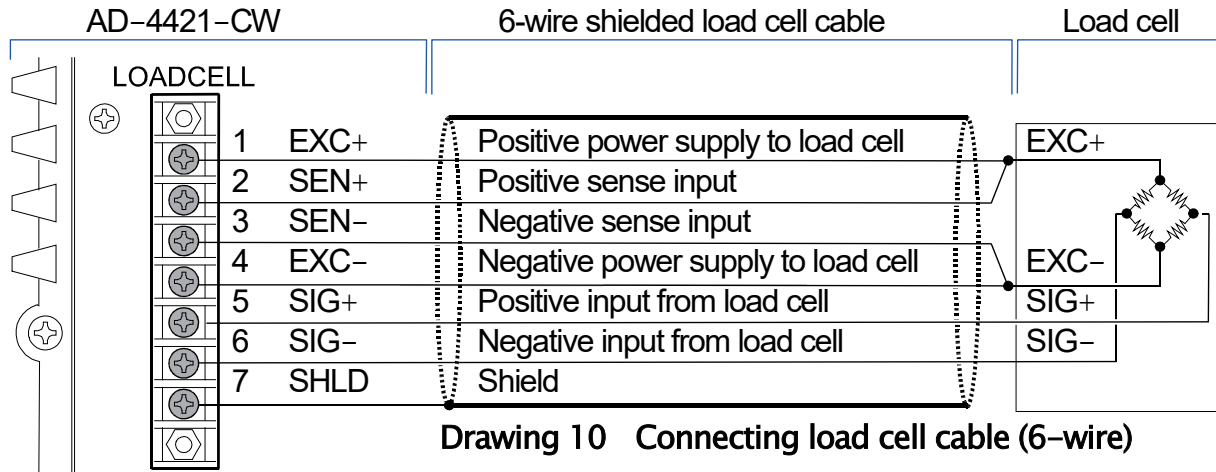 AD-4421-CW 6-wire shielded load cell cable Load cell
LOADCELL
1 EXC+ Positive power supply to load cell EXC+
2 SEN+ Positive sense input
3 SEN- Negative sense input
4 EXC- Negative power supply to load cell EXC-
5 SIG+ Positive input from load cell SIG+
6 SIG- Negative input from load cell SIG-
7 SHLD Shield
Drawing 10 Connecting load cell cable (6-wire)